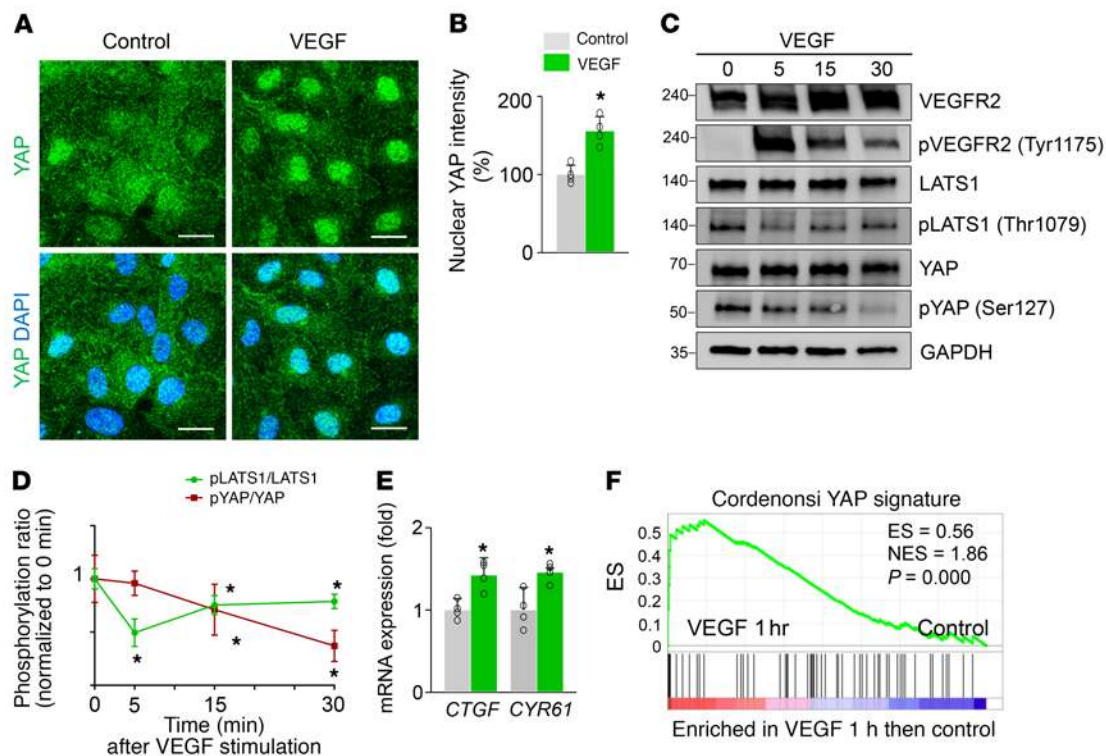 A
Control
VEGF
YAP
YAP DAPI
B
Control
VEGF
Nuclear YAP intensity
(%)
200
100
0
*
C
VEGF
0 5 15 30
240
VEGFR2
240
pVEGFR2 (Tyr1175)
140
LATS1
140
pLATS1 (Thr1079)
70
YAP
50
pYAP (Ser127)
35
GAPDH
D
pLATS1/LATS1
pYAP/YAP
Phosphorylation ratio
(normalized to 0 min)
1
*
*
*
*
*
0 5 15 30
Time (min)
after VEGF stimulation
E
mRNA expression (fold)
2
1
0
* *
CTGF CYR61
F
Cordenonsi YAP signature
ES
0.5
0.4
0.3
0.2
0.1
0
ES = 0.56
NES = 1.86
P = 0.000
VEGF 1hr
Control
Enriched in VEGF 1 h then control